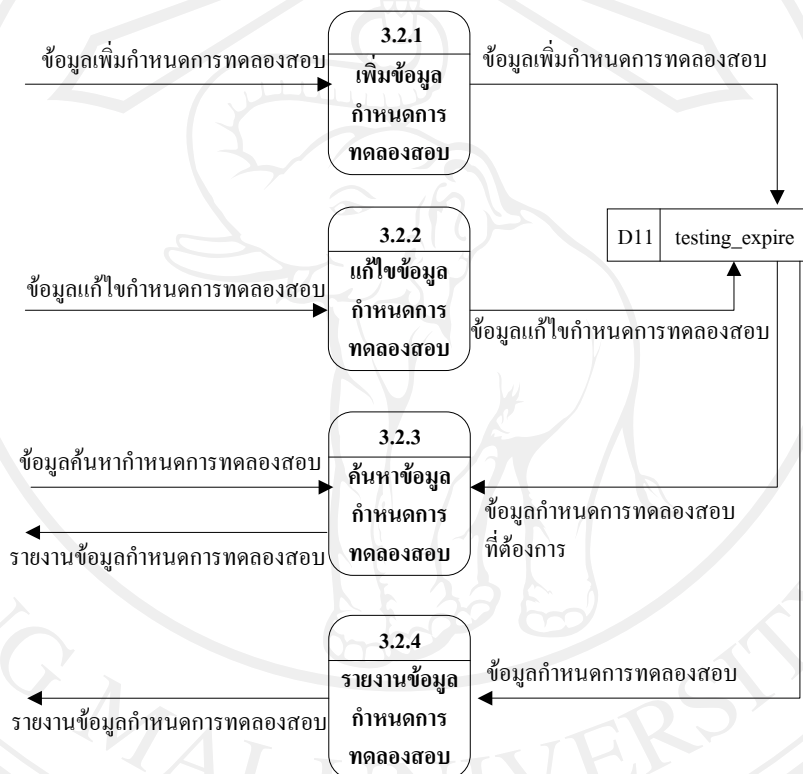 3.2.1
ข้อมูลเพิ่มกำหนดการทดลองสอบ
เพิ่มข้อมูล
กำหนดการ
ทดลองสอบ
ข้อมูลเพิ่มกำหนดการทดลองสอบ
D11 testing_expire
3.2.2
ข้อมูลแก้ไขกำหนดการทดลองสอบ
แก้ไขข้อมูล
กำหนดการ
ทดลองสอบ
ข้อมูลแก้ไขกำหนดการทดลองสอบ
3.2.3
ข้อมูลค้นหากำหนดการทดลองสอบ
ค้นหาข้อมูล
กำหนดการ
ทดลองสอบ
ข้อมูลกำหนดการทดลองสอบ
ที่ต้องการ
รายงานข้อมูลกำหนดการทดลองสอบ
3.2.4
รายงานข้อมูล
กำหนดการ
ทดลองสอบ
ข้อมูลกำหนดการทดลองสอบ
รายงานข้อมูลกำหนดการทดลองสอบ